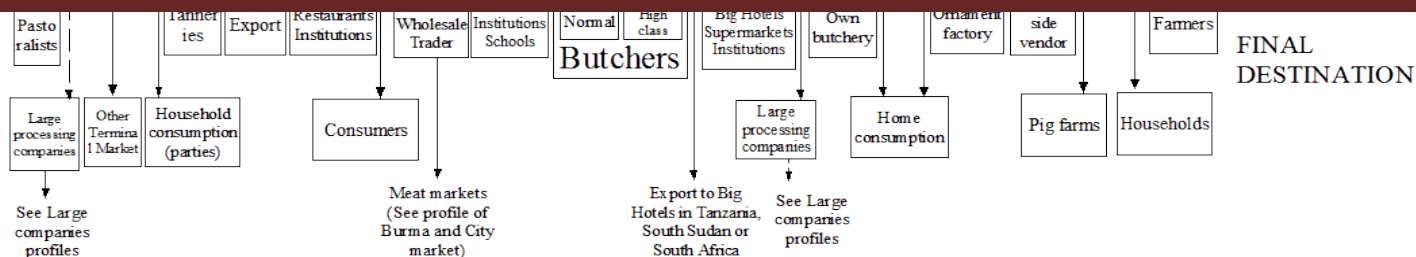 Pasto
ralists
Tanner
ies
Export
Restaurants
Institutions
Wholesale
Trader
Institutions
Schools
Normal
High
class
Butchers
Big Hotels
Supermarkets
Institutions
Own
butchery
Ornament
factory
side
vendor
Farmers
FINAL
DESTINATION
Large
processing
companies
Other
Termina
l Market
Household
consumption
(parties)
Consumers
Large
processing
companies
Home
consumption
Pig farms
Households
See Large
companies
profiles
Meat markets
(See profile of
Burma and City
market)
Export to Big
Hotels in Tanzania,
South Sudan or
South Africa
See Large
companies
profiles